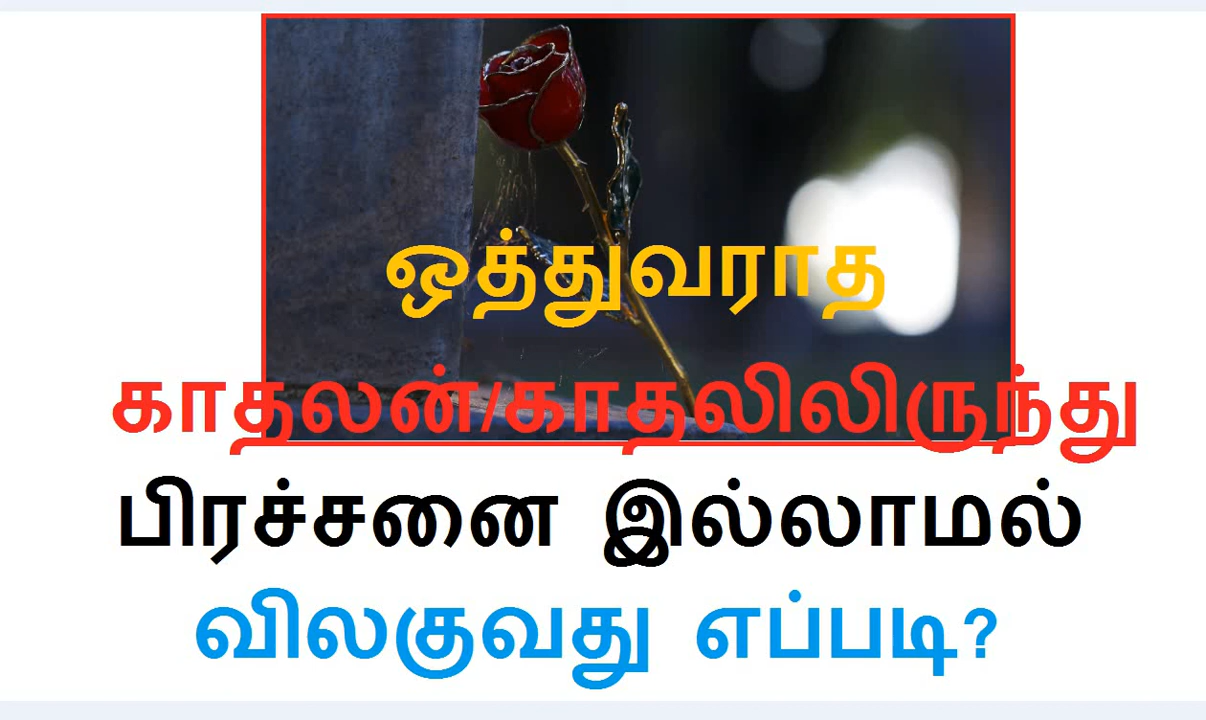 ஒத்துவராத
காதலன்/காதலிலிருந்து
பிரச்சனை இல்லாமல்
விலகுவது எப்படி?